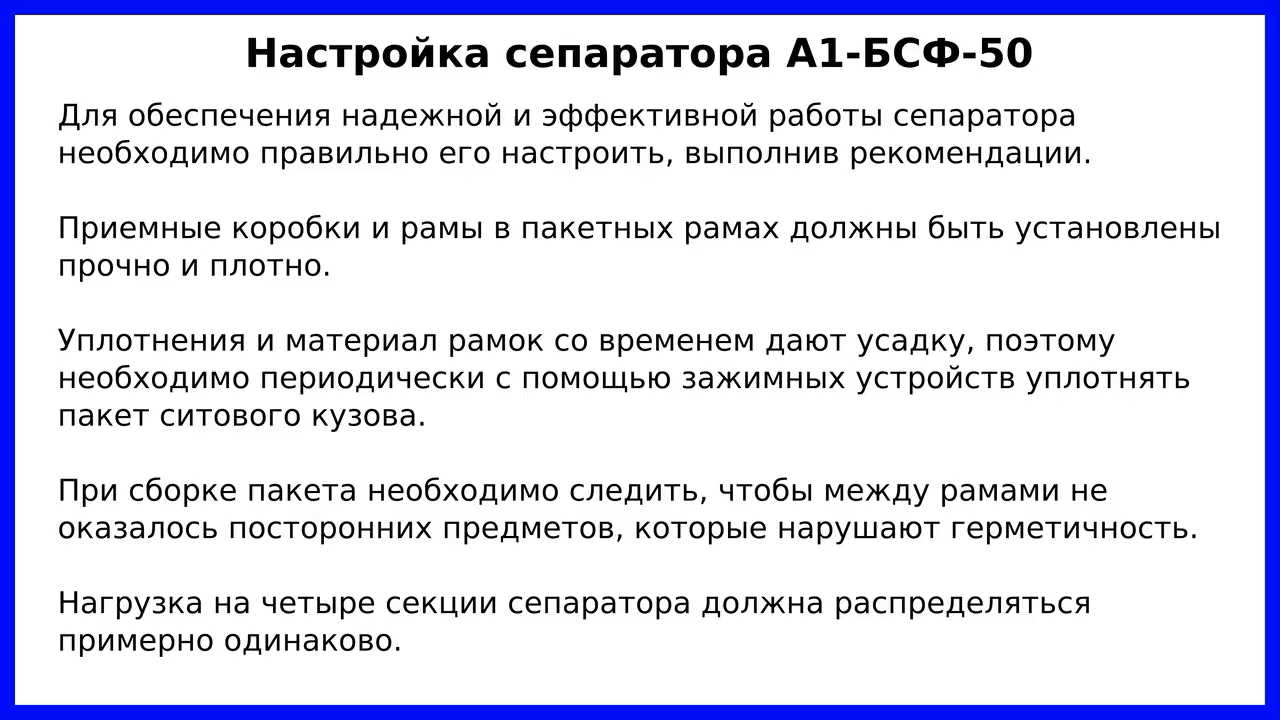 Настройка сепаратора А1-БСФ-50
Для обеспечения надежной и эффективной работы сепаратора
необходимо правильно его настроить, выполнив рекомендации.
Приемные коробки и рамы в пакетных рамах должны быть установлены
прочно и плотно.
Уплотнения и материал рамок со временем дают усадку, поэтому
необходимо периодически с помощью зажимных устройств уплотнять
пакет ситового кузова.
При сборке пакета необходимо следить, чтобы между рамами не
оказалось посторонних предметов, которые нарушают герметичность.
Нагрузка на четыре секции сепаратора должна распределяться
примерно одинаково.